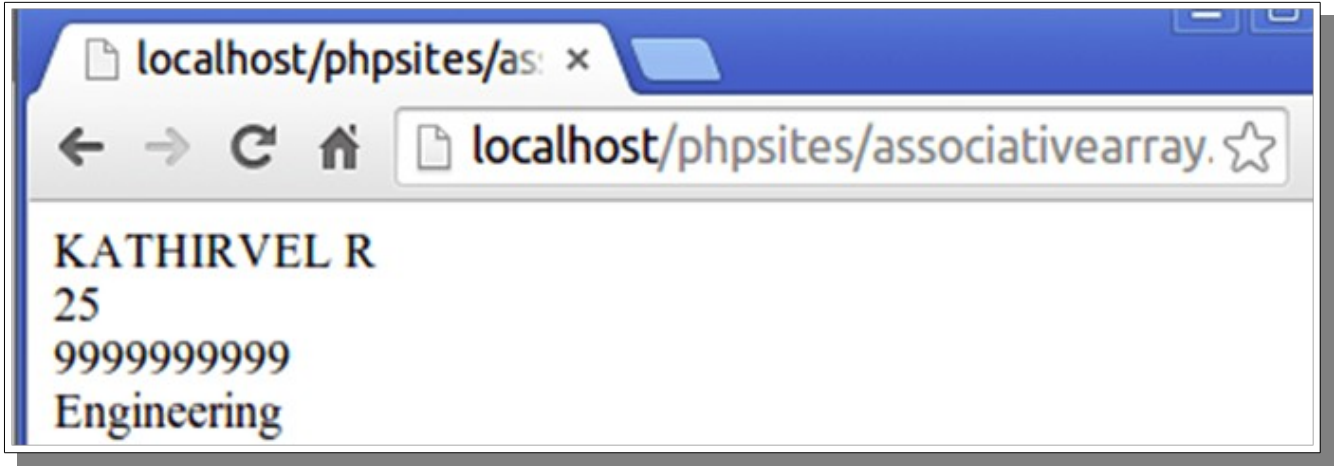 localhost/phpsites/as
localhost/phpsites/associativearray.
KATHIRVEL R
25
9999999999
Engineering